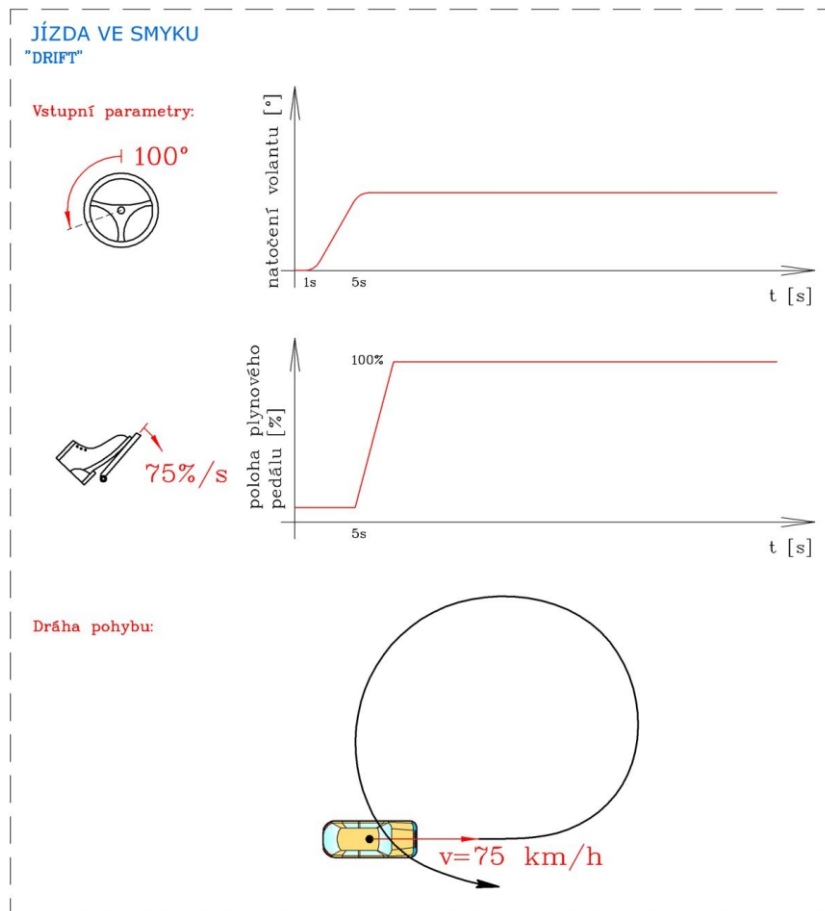 JÍZDA VE SMYKU
"DRIFT"
Vstupní parametry:
100°
natočení volantu [°]
1s
5s
t [s]
75%/s
poloha plynového
pedálu [%]
100%
5s
t [s]
Dráha pohybu:
v=75 km/h